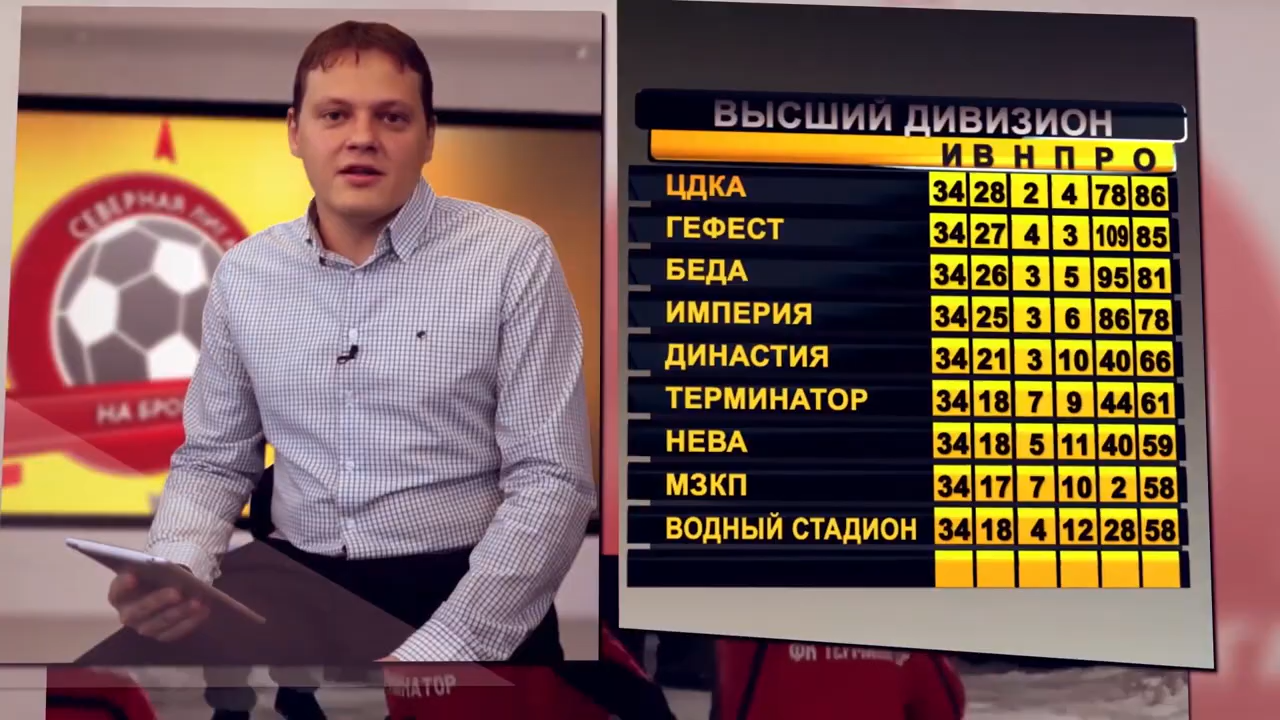 СЕВЕРНАЯ
НА
ВЫСШИЙ ДИВИЗИОН
И В Н П Р О
ЦДКА 34 28 2 4 78 86
ГЕФЕСТ 34 27 4 3 109 85
БЕДА 34 26 3 5 95 81
ИМПЕРИЯ 34 25 3 6 86 78
ДИНАСТИЯ 34 21 3 10 40 66
ТЕРМИНАТОР 34 18 7 9 44 61
НЕВА 34 18 5 11 40 59
МЗКП 34 17 7 10 2 58
ВОДНЫЙ СТАДИОН 34 18 4 12 28 58